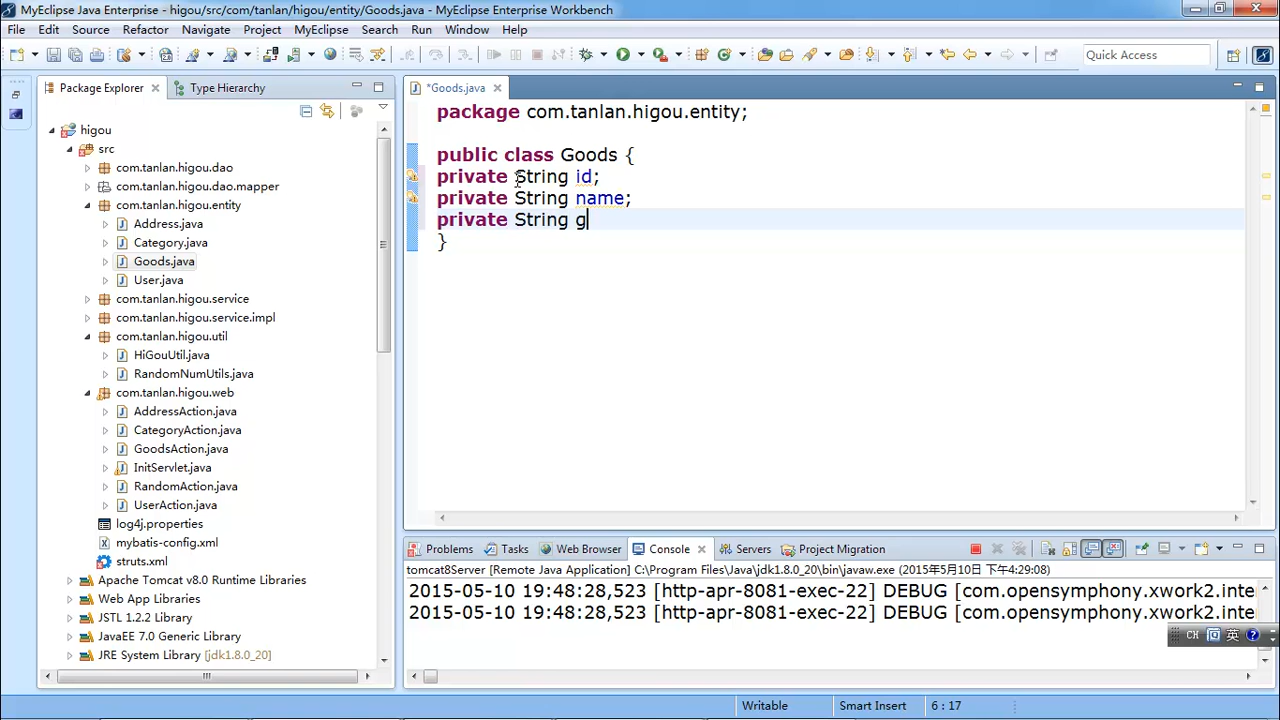 MyEclipse Java Enterprise - higou/src/com/tanlan/higou/entity/Goods.java - MyEclipse Enterprise Workbench
File Edit Source Refactor Navigate Project MyEclipse Search Run Window Help
Quick Access
Package Explorer Type Hierarchy
higou
src
com.tanlan.higou.dao
com.tanlan.higou.dao.mapper
com.tanlan.higou.entity
Address.java
Category.java
Goods.java
User.java
com.tanlan.higou.service
com.tanlan.higou.service.impl
com.tanlan.higou.util
HiGouUtil.java
RandomNumUtils.java
com.tanlan.higou.web
AddressAction.java
CategoryAction.java
GoodsAction.java
InitServlet.java
RandomAction.java
UserAction.java
log4j.properties
mybatis-config.xml
struts.xml
Apache Tomcat v8.0 Runtime Libraries
Web App Libraries
JSTL 1.2.2 Library
JavaEE 7.0 Generic Library
JRE System Library [jdk1.8.0_20]
*Goods.java
package com.tanlan.higou.entity;
public class Goods {
private String id;
private String name;
private String g
}
Problems Tasks Web Browser Console Servers Project Migration
tomcat8Server [Remote Java Application] C:\Program Files\Java\jdk1.8.0_20\bin\javaw.exe (2015年5月10日 下午4:29:08)
2015-05-10 19:48:28,523 [http-apr-8081-exec-22] DEBUG [com.opensymphony.xwork2.inte
2015-05-10 19:48:28,523 [http-apr-8081-exec-22] DEBUG [com.opensymphony.xwork2.inte
CH 英
Writable Smart Insert 6 : 17